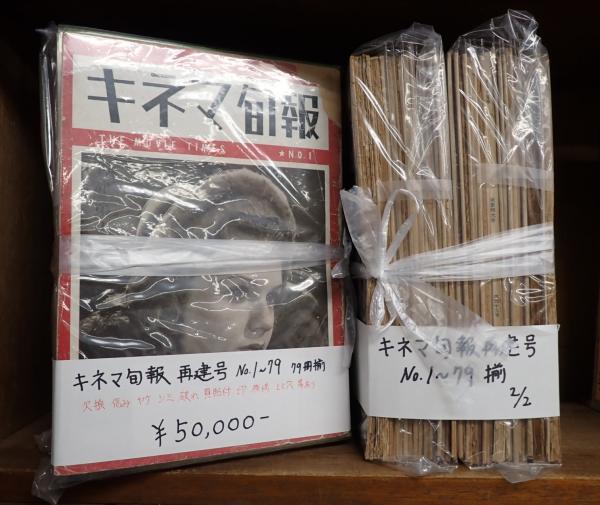 キネマ旬報
THE MOVIE TIMES
★NO.1
キネマ旬報 再建号 No.1~79 79冊揃
¥50,000-
キネマ旬報 再建号
No.1~79 揃
2/2